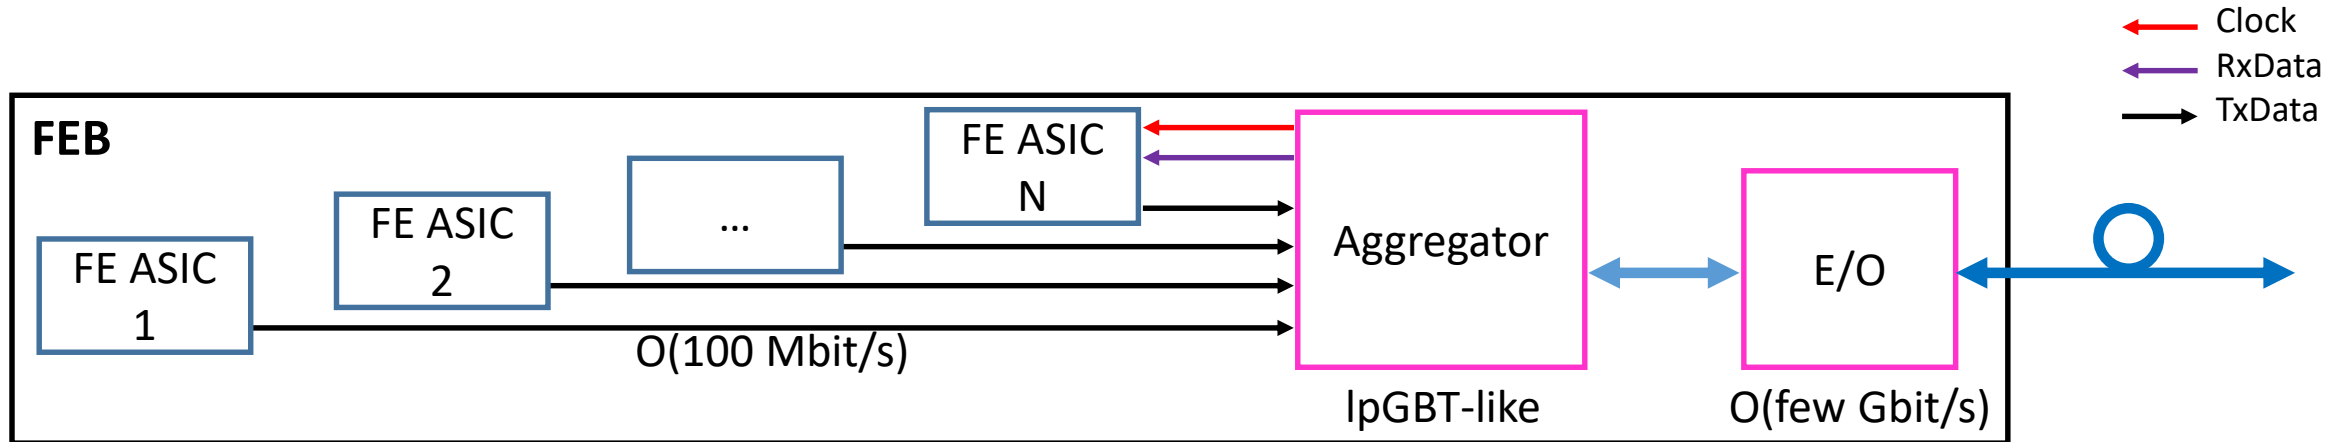 Clock
RxData
TxData
FEB
FE ASIC
1
FE ASIC
2
...
FE ASIC
N
Aggregator
E/O
O(100 Mbit/s)
lpGBT-like
O(few Gbit/s)